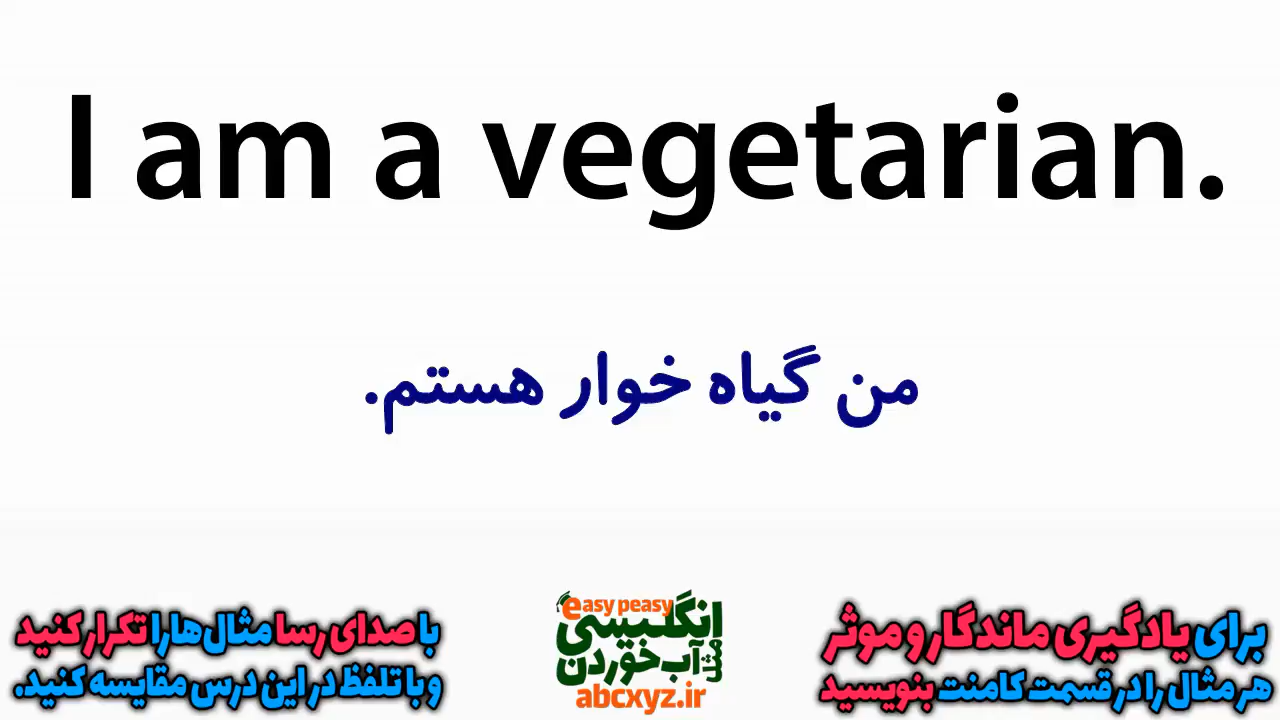 I am a vegetarian.
من گیاه خوار هستم.
برای یادگیری ماندگار و موثر
هر مثال را در قسمت کامنت بنویسید
easy peasy
انگلیسی
مثل آب خوردن
abcxyz.ir
با صدای رسا مثال‌ها را تکرار کنید
و با تلفظ در این درس مقایسه کنید.